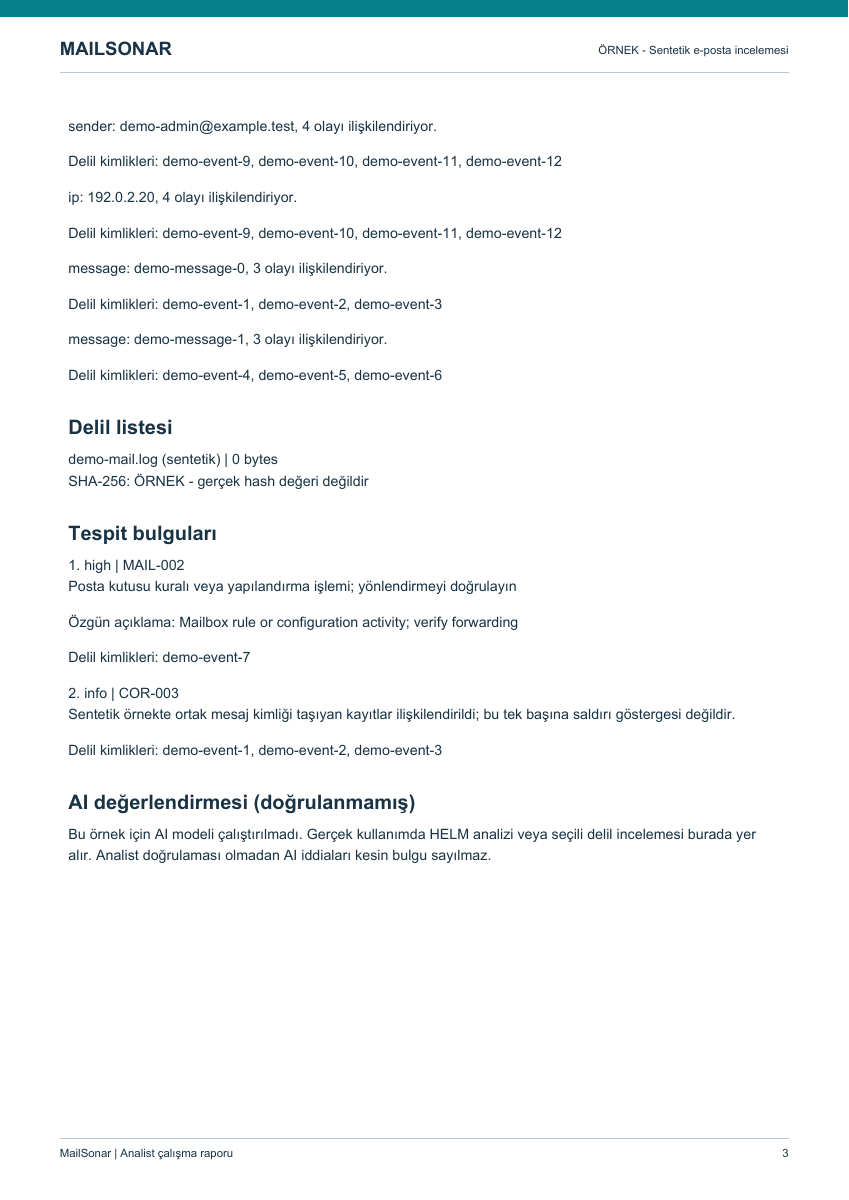 MAILSONAR
ÖRNEK - Sentetik e-posta incelemesi
sender: demo-admin@example.test, 4 olayı ilişkilendiriyor.
Delil kimlikleri: demo-event-9, demo-event-10, demo-event-11, demo-event-12
ip: 192.0.2.20, 4 olayı ilişkilendiriyor.
Delil kimlikleri: demo-event-9, demo-event-10, demo-event-11, demo-event-12
message: demo-message-0, 3 olayı ilişkilendiriyor.
Delil kimlikleri: demo-event-1, demo-event-2, demo-event-3
message: demo-message-1, 3 olayı ilişkilendiriyor.
Delil kimlikleri: demo-event-4, demo-event-5, demo-event-6
Delil listesi
demo-mail.log (sentetik) | 0 bytes
SHA-256: ÖRNEK - gerçek hash değeri değildir
Tespit bulguları
1. high | MAIL-002
Posta kutusu kuralı veya yapılandırma işlemi; yönlendirmeyi doğrulayın
Özgün açıklama: Mailbox rule or configuration activity; verify forwarding
Delil kimlikleri: demo-event-7
2. info | COR-003
Sentetik örnekte ortak mesaj kimliği taşıyan kayıtlar ilişkilendirildi; bu tek başına saldırı göstergesi değildir.
Delil kimlikleri: demo-event-1, demo-event-2, demo-event-3
AI değerlendirmesi (doğrulanmamış)
Bu örnek için AI modeli çalıştırılmadı. Gerçek kullanımda HELM analizi veya seçili delil incelemesi burada yer
alır. Analist doğrulaması olmadan AI iddiaları kesin bulgu sayılmaz.
MailSonar | Analist çalışma raporu
3